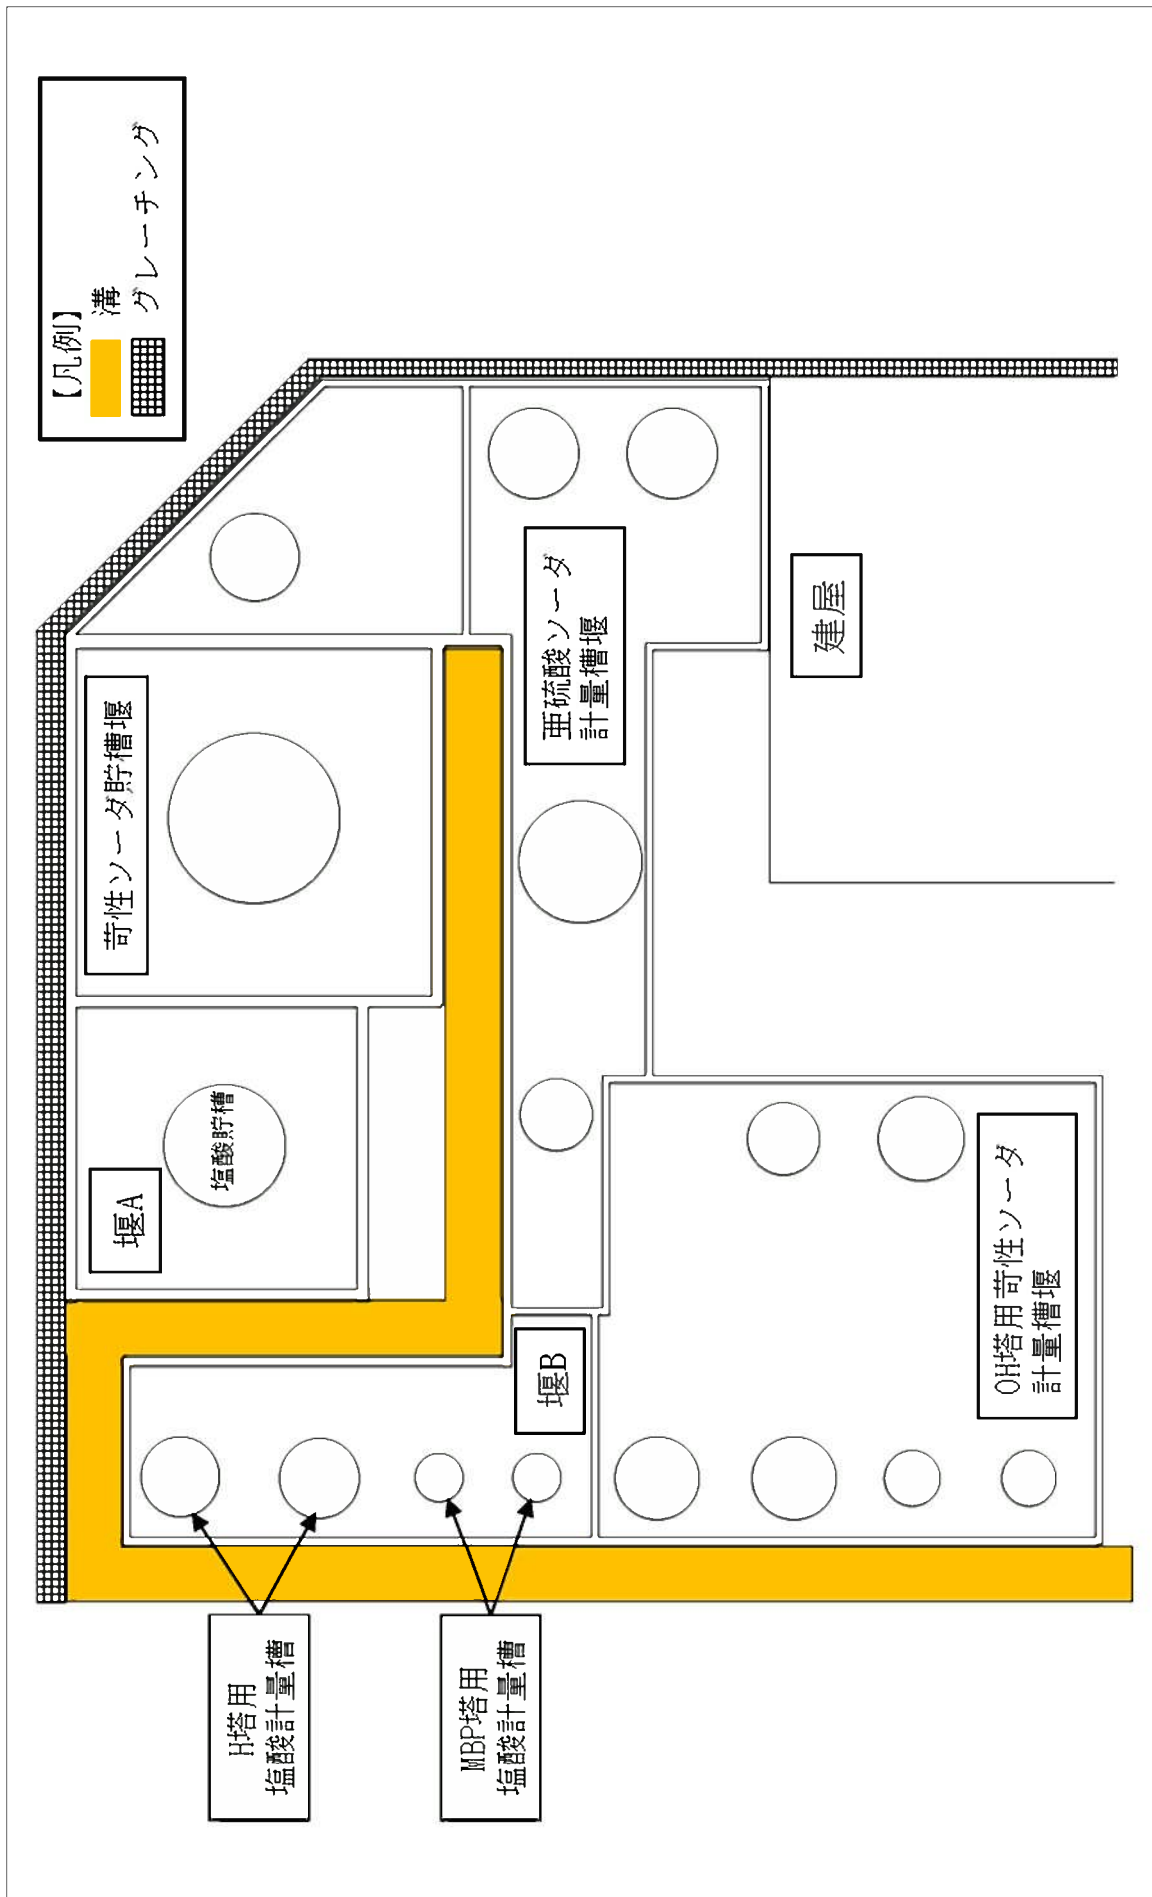 【凡例】
溝
グレーチング
H塔用
塩酸計量槽
MBP塔用
塩酸計量槽
堰A
塩酸貯槽
苛性ソーダ貯槽堰
堰B
亜硫酸ソーダ
計量槽堰
OH塔用苛性ソーダ
計量槽堰
建屋